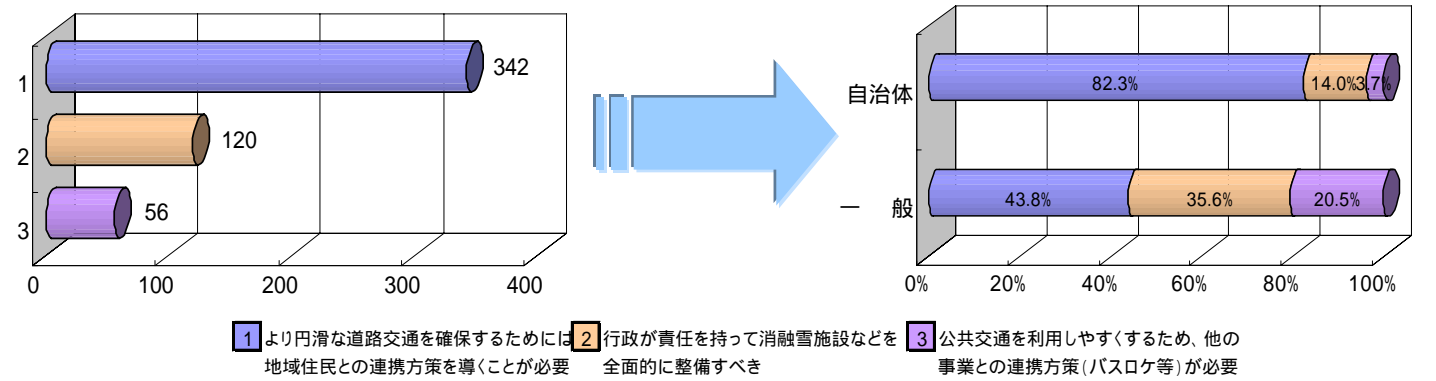 1
342
2
120
3
56
0
100
200
300
400
自治体
82.3%
14.0%
3.7%
一 般
43.8%
35.6%
20.5%
0%
20%
40%
60%
80%
100%
1 より円滑な道路交通を確保するためには
地域住民との連携方策を導くことが必要
2 行政が責任を持って消融雪施設などを
全面的に整備すべき
3 公共交通を利用しやすくするため、他の
事業との連携方策(バスロケ等)が必要